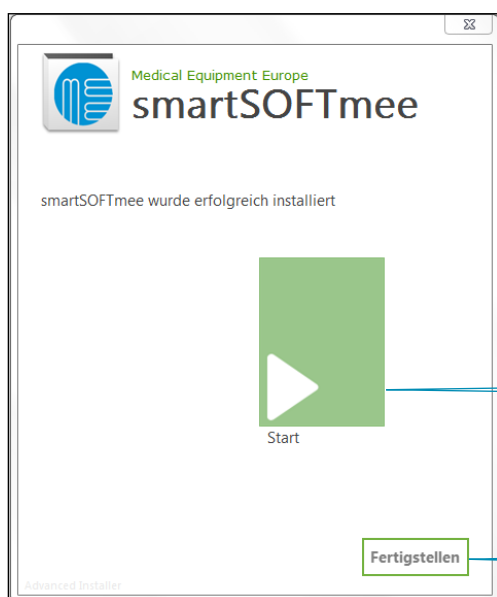 Medical Equipment Europe
smartSOFTmee
smartSOFTmee wurde erfolgreich installiert
Start
Fertigstellen
Advanced Installer